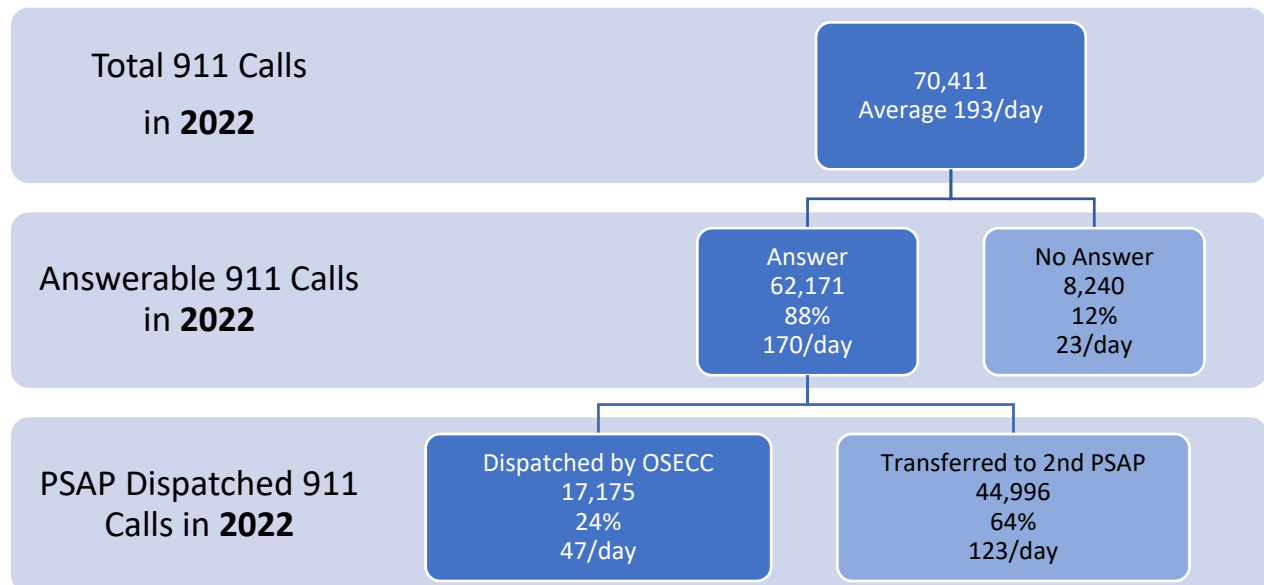 Total 911 Calls
in 2022
70,411
Average 193/day
Answerable 911 Calls
in 2022
Answer
62,171
88%
170/day
No Answer
8,240
12%
23/day
PSAP Dispatched 911
Calls in 2022
Dispatched by OSECC
17,175
24%
47/day
Transferred to 2nd PSAP
44,996
64%
123/day